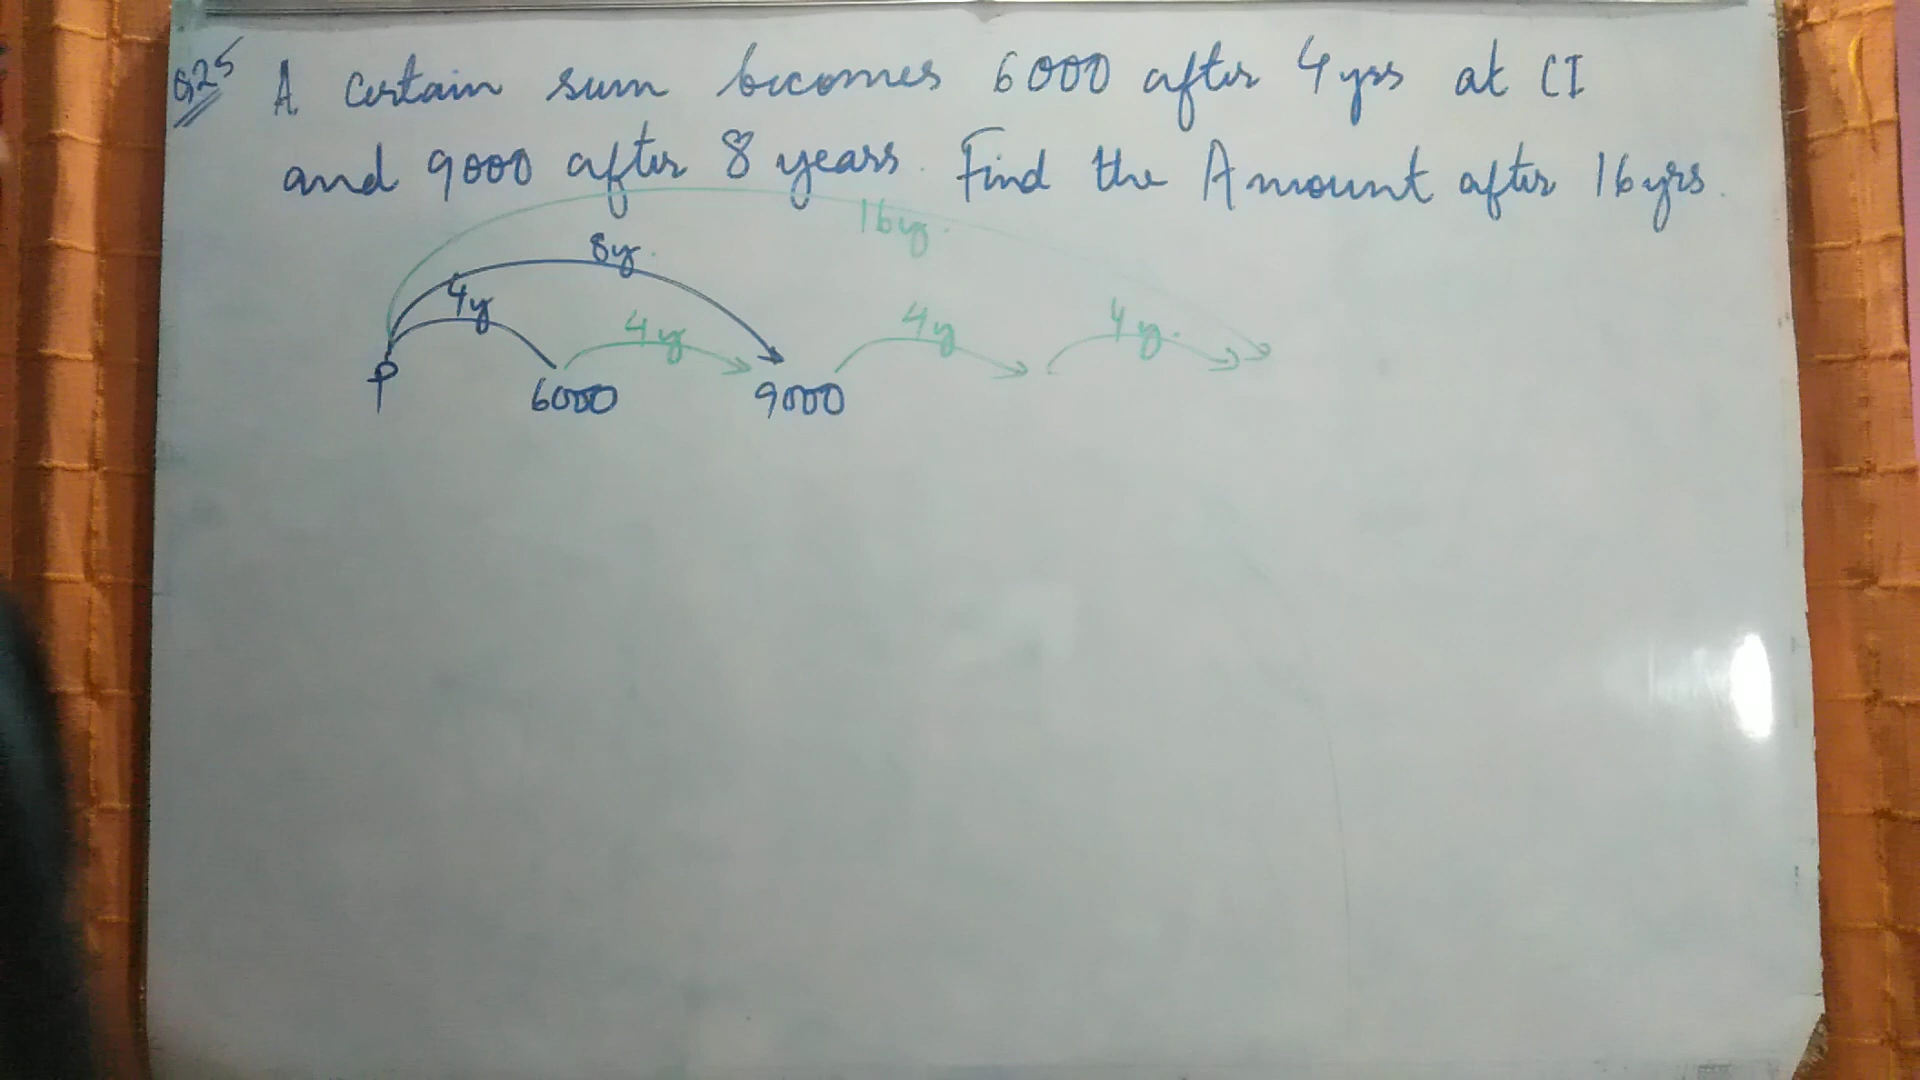 Q25 A certain sum becomes 6000 after 4 yrs at CI
and 9000 after 8 years. Find the Amount after 16 yrs.
16y.
8y.
4y 4y 4y 4y.
P 6000 9000